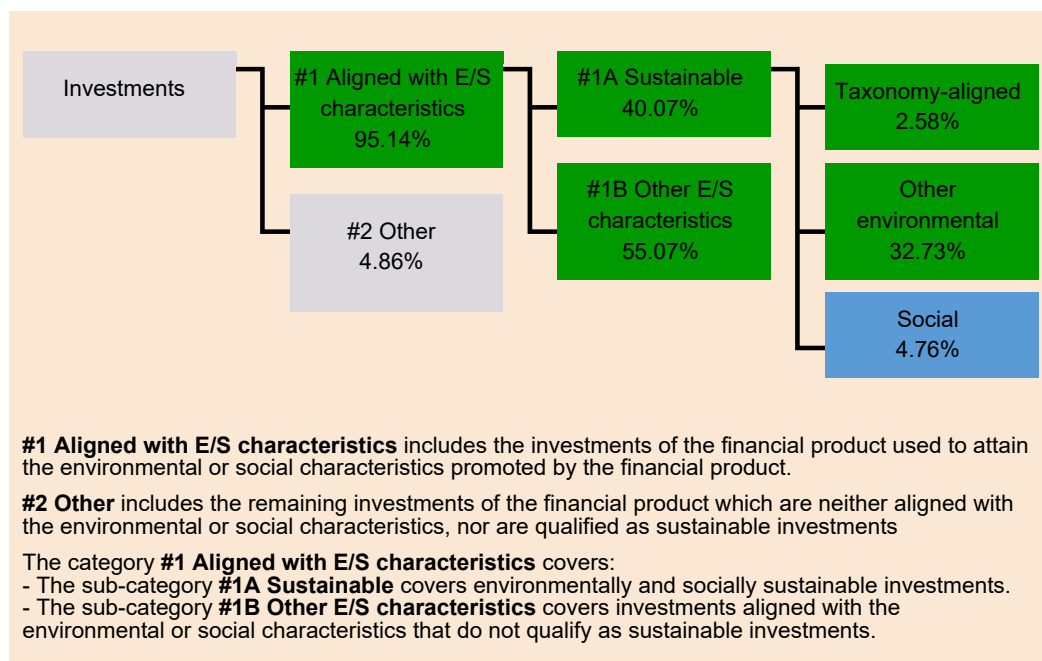 Investments
#1 Aligned with E/S
characteristics
95.14%
#2 Other
4.86%
#1A Sustainable
40.07%
#1B Other E/S
characteristics
55.07%
Taxonomy-aligned
2.58%
Other
environmental
32.73%
Social
4.76%
#1 Aligned with E/S characteristics includes the investments of the financial product used to attain
the environmental or social characteristics promoted by the financial product.
#2 Other includes the remaining investments of the financial product which are neither aligned with
the environmental or social characteristics, nor are qualified as sustainable investments
The category #1 Aligned with E/S characteristics covers:
- The sub-category #1A Sustainable covers environmentally and socially sustainable investments.
- The sub-category #1B Other E/S characteristics covers investments aligned with the
environmental or social characteristics that do not qualify as sustainable investments.